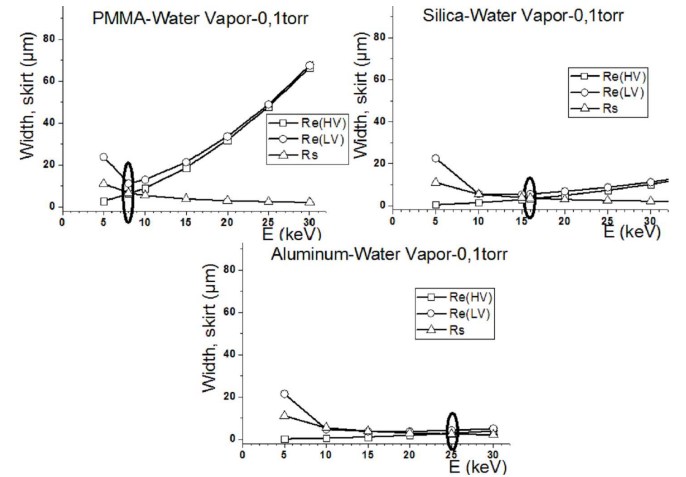 PMMA-Water Vapor-0,1torr
Width, skirt (µm)
80
60
40
20
0
Re(HV)
Re(LV)
Rs
0 5 10 15 20 25 30
E (keV)
Silica-Water Vapor-0,1torr
Width, skirt (µm)
80
60
40
20
0
Re(HV)
Re(LV)
Rs
0 5 10 15 20 25 30
E (keV)
Aluminum-Water Vapor-0,1torr
Width, skirt (µm)
80
60
40
20
0
Re(HV)
Re(LV)
Rs
0 5 10 15 20 25 30
E (keV)